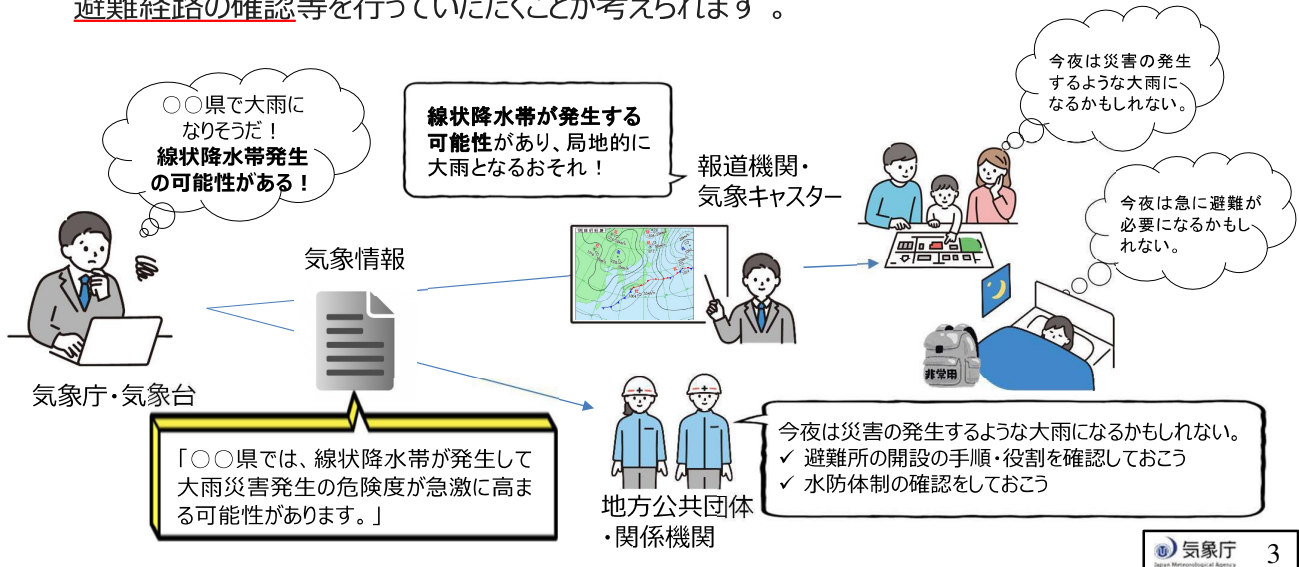 避難経路の確認等を行っていただくことが考えられます。
○○県で大雨に
なりそうだ！
線状降水帯発生
の可能性がある！
線状降水帯が発生する
可能性があり、局地的に
大雨となるおそれ！
報道機関・
気象キャスター
今夜は災害の発生
するような大雨に
なるかもしれない。
今夜は急に避難が
必要になるかもし
れない。
気象情報
気象庁・気象台
非常用
「○○県では、線状降水帯が発生して
大雨災害発生の危険度が急激に高ま
る可能性があります。」
地方公共団体
・関係機関
今夜は災害の発生するような大雨になるかもしれない。
✓ 避難所の開設の手順・役割を確認しておこう
✓ 水防体制の確認をしておこう
気象庁
Japan Meteorological Agency
3